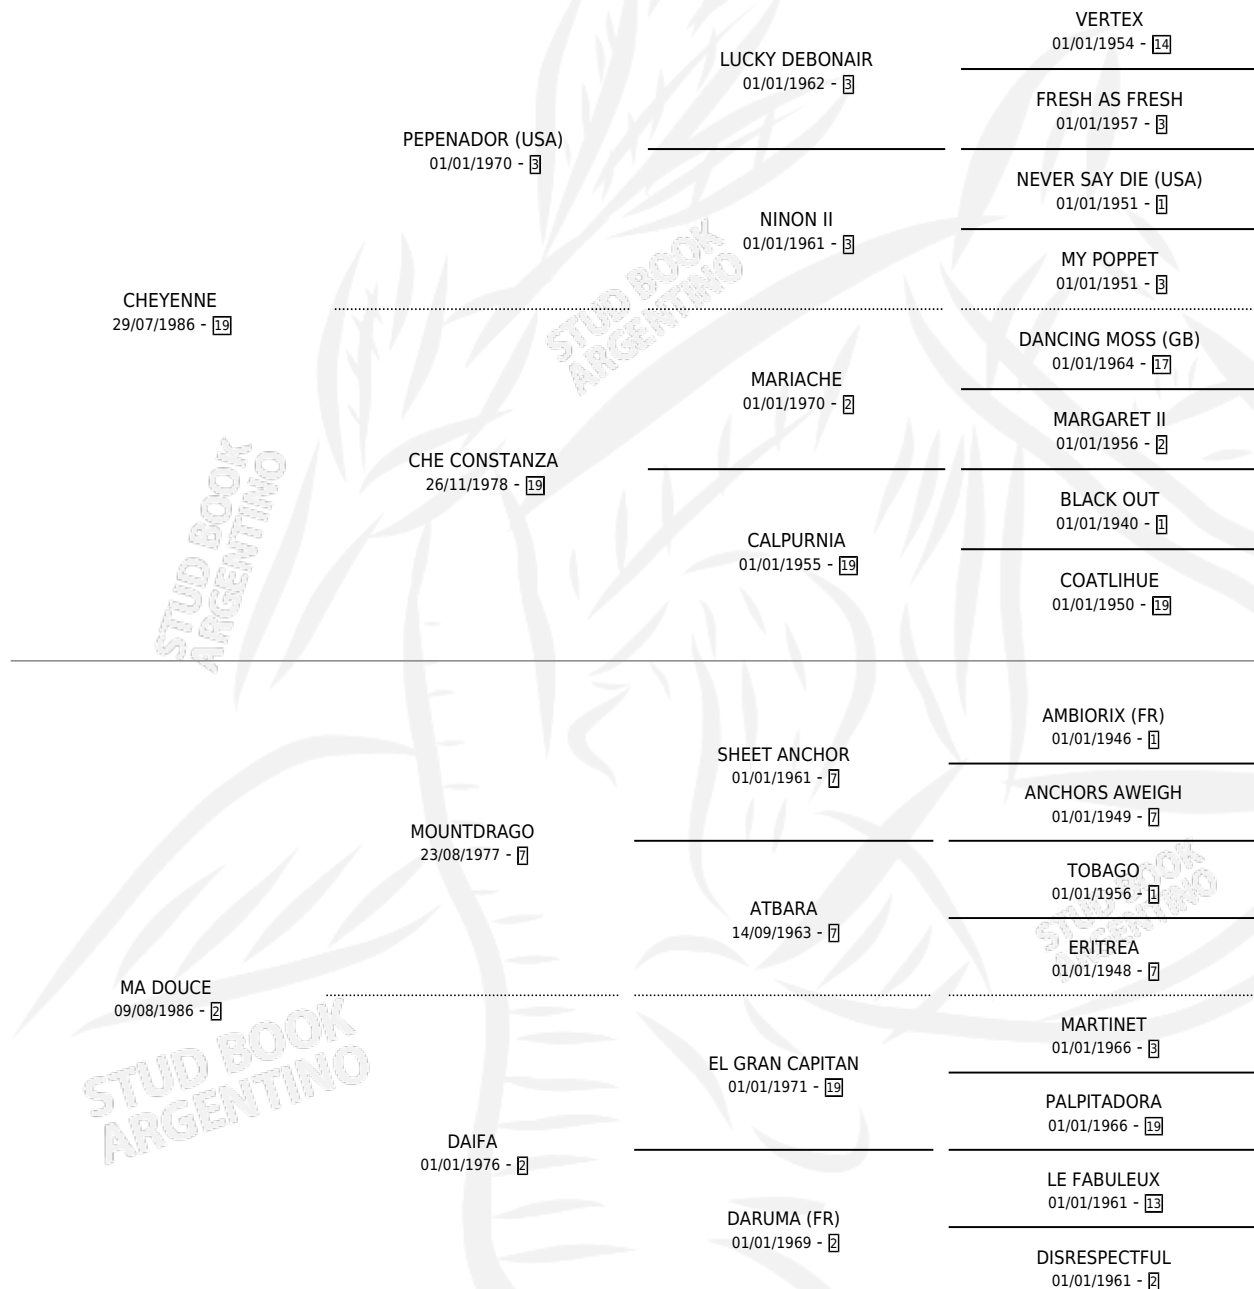 VERTEX
01/01/1954 - 14
LUCKY DEBONAIR
01/01/1962 - 3
FRESH AS FRESH
01/01/1957 - 3
PEPENADOR (USA)
01/01/1970 - 3
NEVER SAY DIE (USA)
01/01/1951 - 1
NINON II
01/01/1961 - 3
MY POPPET
01/01/1951 - 3
CHEYENNE
29/07/1986 - 19
DANCING MOSS (GB)
01/01/1964 - 17
MARIACHE
01/01/1970 - 2
MARGARET II
01/01/1956 - 2
CHE CONSTANZA
26/11/1978 - 19
BLACK OUT
01/01/1940 - 1
CALPURNIA
01/01/1955 - 19
COATLIHUE
01/01/1950 - 19
AMBIORIX (FR)
01/01/1946 - 1
SHEET ANCHOR
01/01/1961 - 7
ANCHORS AWEIGH
01/01/1949 - 7
MOUNTDRAGO
23/08/1977 - 7
TOBAGO
01/01/1956 - 1
ATBARA
14/09/1963 - 7
ERITREA
01/01/1948 - 7
MA DOUCE
09/08/1986 - 2
MARTINET
01/01/1966 - 3
EL GRAN CAPITAN
01/01/1971 - 19
PALPITADORA
01/01/1966 - 19
DAIFA
01/01/1976 - 2
LE FABULEUX
01/01/1961 - 13
DARUMA (FR)
01/01/1969 - 2
DISRESPECTFUL
01/01/1961 - 2
STUD BOOK
ARGENTINO
STUD BOOK
ARGENTINO
STUD BOOK
ARGENTINO
STUD BOOK
ARGENTINO